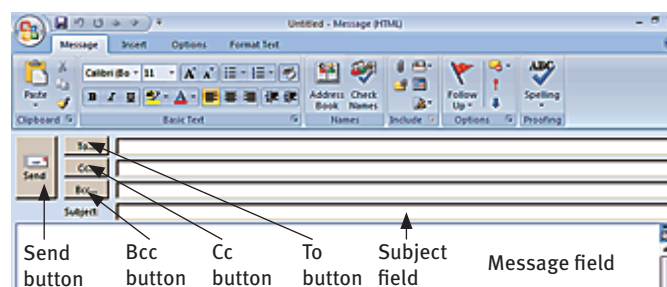 Untitled - Message (HTML)
Message Insert Options Format Text
Calibri (Bo 11
Paste
Address Book
Check Names
Follow Up
Spelling
Clipboard Basic Text Names Include Options Proofing
To...
Cc...
Send
Bcc...
Subject:
Send button
Bcc button
Cc button
To button
Subject field
Message field